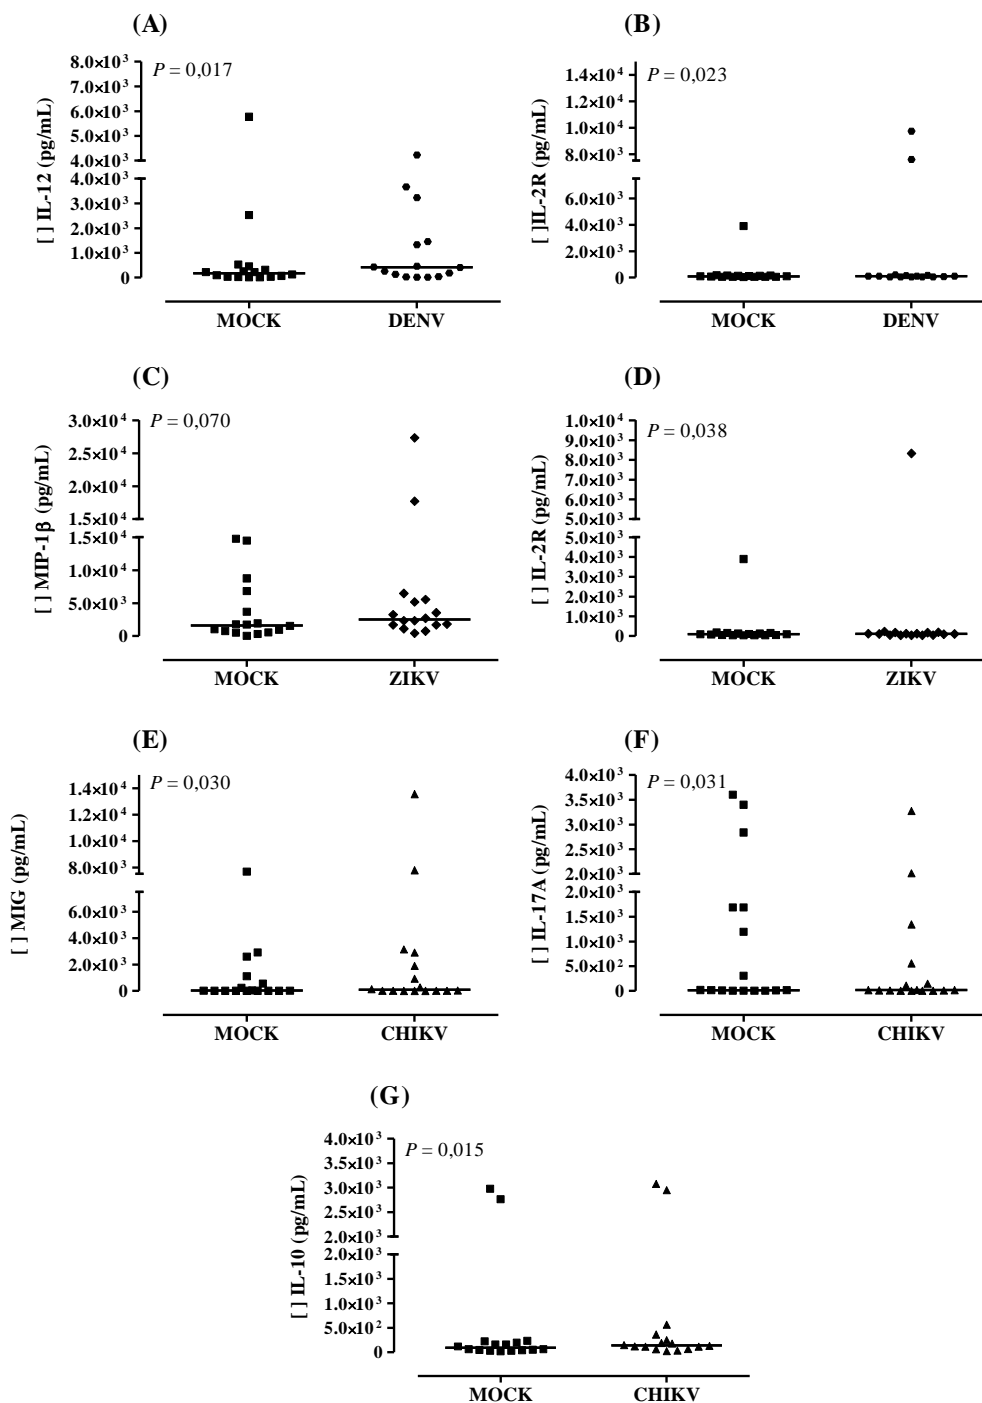 (A)
[ ] IL-12 (pg/mL)
P = 0,017
8.0×10³
7.0×10³
6.0×10³
5.0×10³
4.0×10³
4.0×10³
3.0×10³
2.0×10³
1.0×10³
0
MOCK DENV
(B)
[ ]IL-2R (pg/mL)
P = 0,023
1.4×10⁴
1.2×10⁴
1.0×10⁴
8.0×10³
6.0×10³
4.0×10³
2.0×10³
0
MOCK DENV
(C)
[ ] MIP-1β (pg/mL)
P = 0,070
3.0×10⁴
2.5×10⁴
2.0×10⁴
1.5×10⁴
1.5×10⁴
1.0×10⁴
5.0×10³
0
MOCK ZIKV
(D)
[ ] IL-2R (pg/mL)
P = 0,038
1.0×10⁴
9.0×10³
8.0×10³
7.0×10³
6.0×10³
5.0×10³
5.0×10³
4.0×10³
3.0×10³
2.0×10³
1.0×10³
0
MOCK ZIKV
(E)
[ ] MIG (pg/mL)
P = 0,030
1.4×10⁴
1.2×10⁴
1.0×10⁴
8.0×10³
6.0×10³
4.0×10³
2.0×10³
0
MOCK CHIKV
(F)
[ ] IL-17A (pg/mL)
P = 0,031
4.0×10³
3.5×10³
3.0×10³
2.5×10³
2.0×10³
2.0×10³
1.5×10³
1.0×10³
5.0×10²
0
MOCK CHIKV
(G)
[ ] IL-10 (pg/mL)
P = 0,015
4.0×10³
3.5×10³
3.0×10³
2.5×10³
2.0×10³
2.0×10³
1.5×10³
1.0×10³
5.0×10²
0
MOCK CHIKV